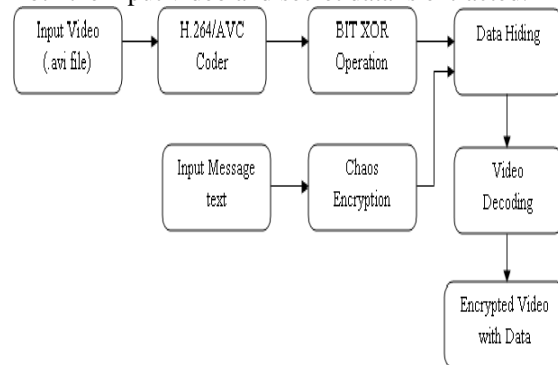 Input Video
(.avi file)
H.264/AVC
Coder
BIT XOR
Operation
Data Hiding
Input Message
text
Chaos
Encryption
Video
Decoding
Encrypted Video
with Data